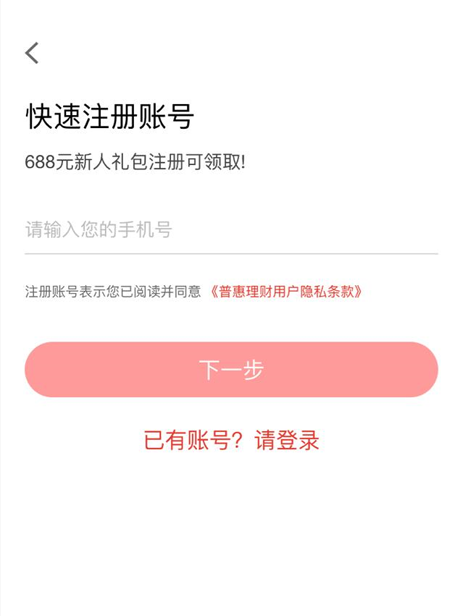 快速注册账号
688元新人礼包注册可领取!
请输入您的手机号
注册账号表示您已阅读并同意《普惠理财用户隐私条款》
下一步
已有账号？请登录